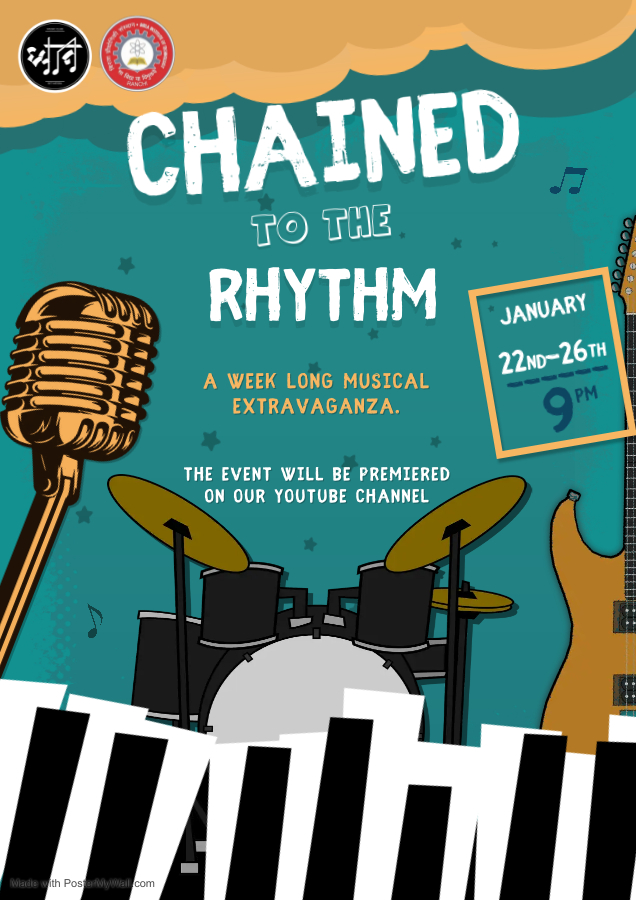 RANCHI
CHAINED
TO THE
RHYTHM
JANUARY
22ND-26TH
9PM
A WEEK LONG MUSICAL
EXTRAVAGANZA.
THE EVENT WILL BE PREMIERED
ON OUR YOUTUBE CHANNEL
Made with PosterMyWall.com